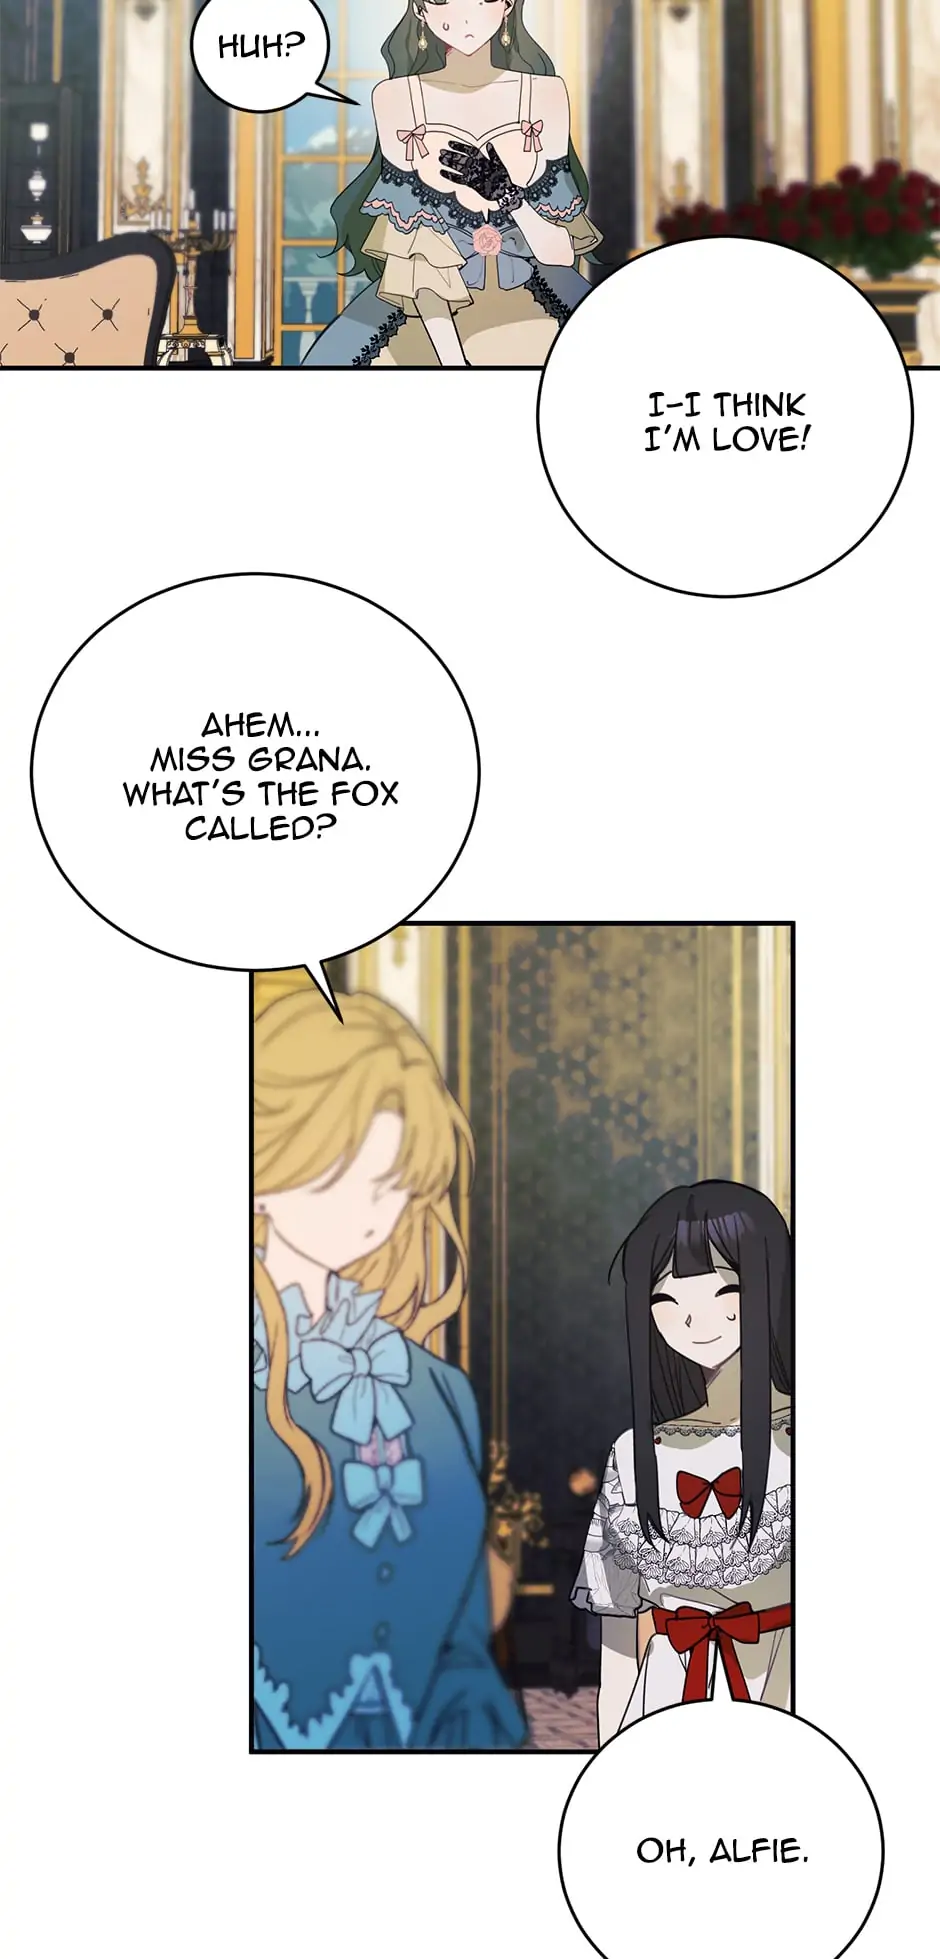 HUH?
I-I THINK
I'M LOVE!
AHEM...
MISS GRANA.
WHAT'S THE FOX
CALLED?
OH, ALFIE.